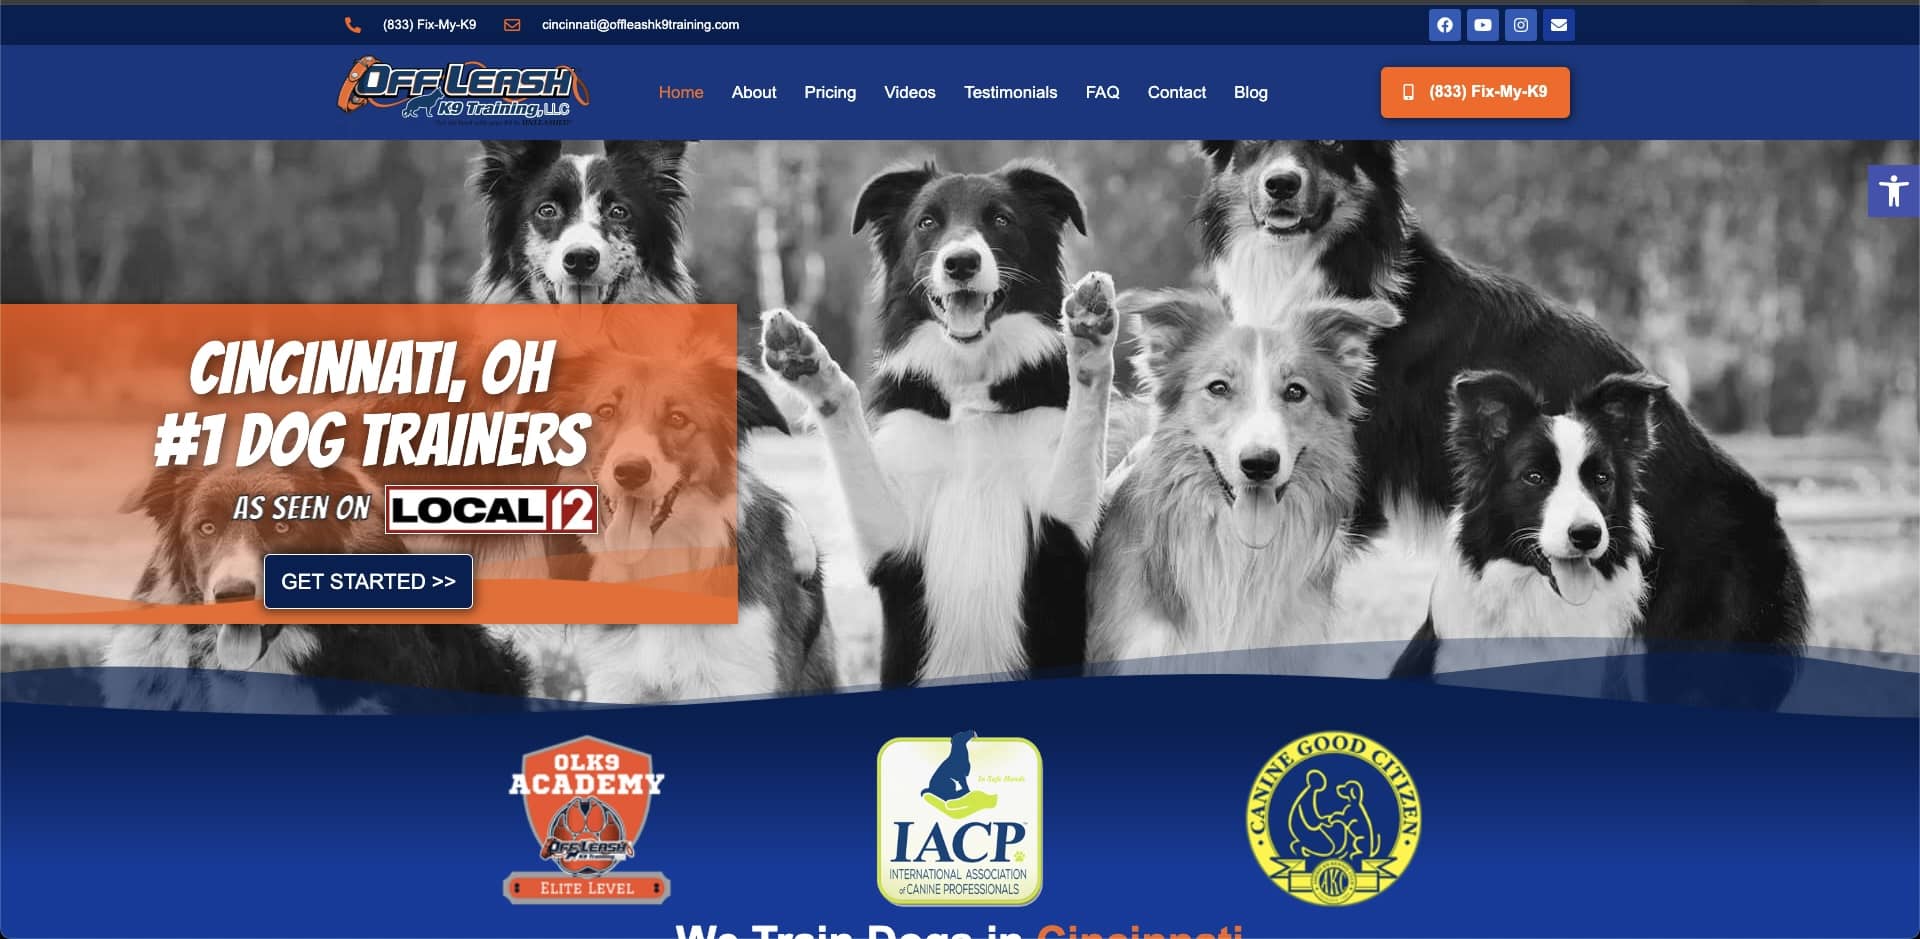 (833) Fix-My-K9
cincinnati@offleashk9training.com
OFF LEASH
K9 Training, LLC
Home
About
Pricing
Videos
Testimonials
FAQ
Contact
Blog
(833) Fix-My-K9
CINCINNATI, OH
#1 DOG TRAINERS
AS SEEN ON LOCAL 12
GET STARTED >>
OLK9
ACADEMY
OFF LEASH
K9 Training
ELITE LEVEL
In Safe Hands
IACP
INTERNATIONAL ASSOCIATION
of CANINE PROFESSIONALS
CANINE GOOD CITIZEN
AKC
We Train Dogs in Cincinnati